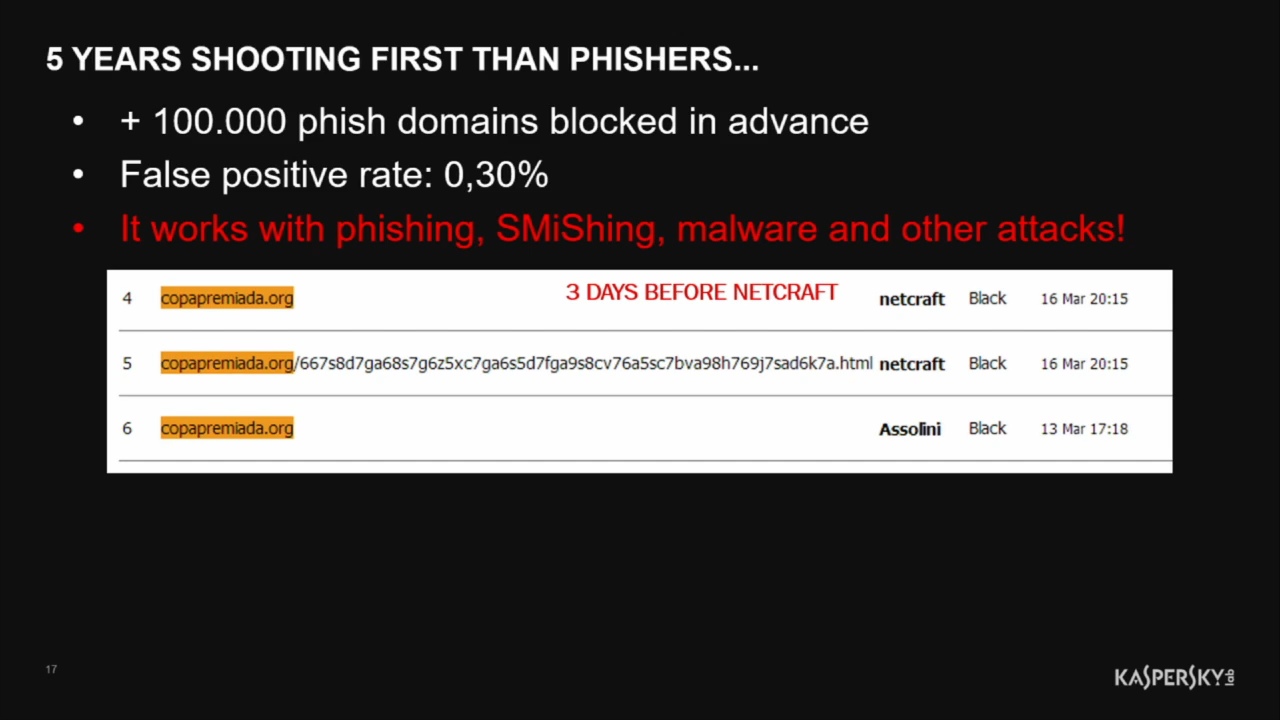 5 YEARS SHOOTING FIRST THAN PHISHERS...
• + 100.000 phish domains blocked in advance
• False positive rate: 0,30%
• It works with phishing, SMiShing, malware and other attacks!
4 copapremiada.org 3 DAYS BEFORE NETCRAFT netcraft Black 16 Mar 20:15
5 copapremiada.org/667s8d7ga68s7g6z5xc7ga6s5d7fga9s8cv76a5sc7bva98h769j7sad6k7a.html netcraft Black 16 Mar 20:15
6 copapremiada.org Assolini Black 13 Mar 17:18
17
KASPERSKY lab